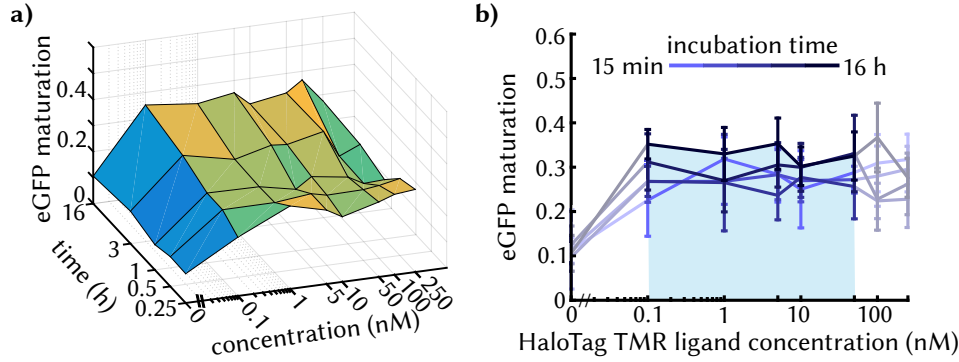 a)
eGFP maturation
0.4
0.2
0
16
3
1
0.5
0.25
time (h)
0
0.1
1
5
10
50
100
250
concentration (nM)
b)
eGFP maturation
0.6
0.5
0.4
0.3
0.2
0.1
0
incubation time
15 min
16 h
0
0.1
1
10
100
HaloTag TMR ligand concentration (nM)